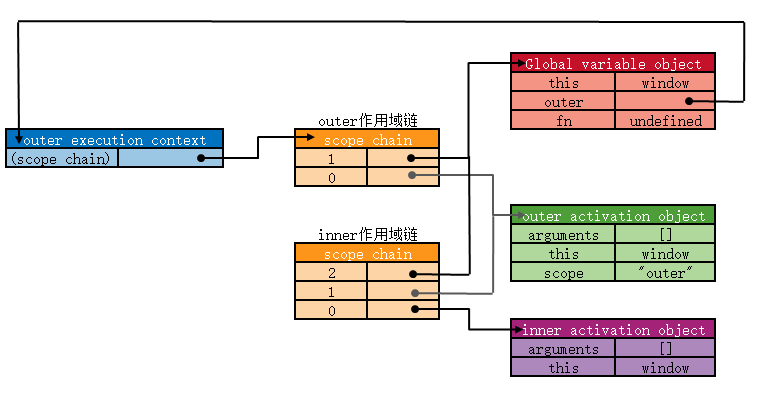 Global variable object
this window
outer
fn undefined
outer作用域链
outer execution context
(scope chain)
scope chain
1
0
outer activation object
arguments []
this window
scope "outer"
inner作用域链
scope chain
2
1
0
inner activation object
arguments []
this window